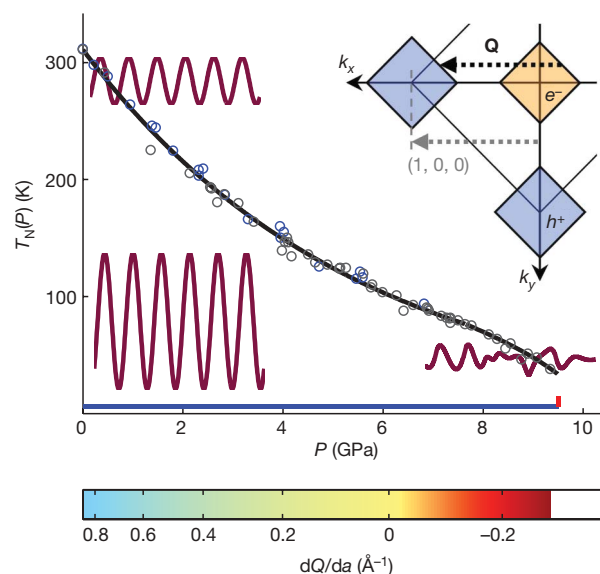 300
200
100
T_N(P) (K)
Q
k_x
e⁻
(1, 0, 0)
h⁺
k_y
0 2 4 6 8 10
P (GPa)
0.8 0.6 0.4 0.2 0 −0.2
dQ/da (Å⁻¹)